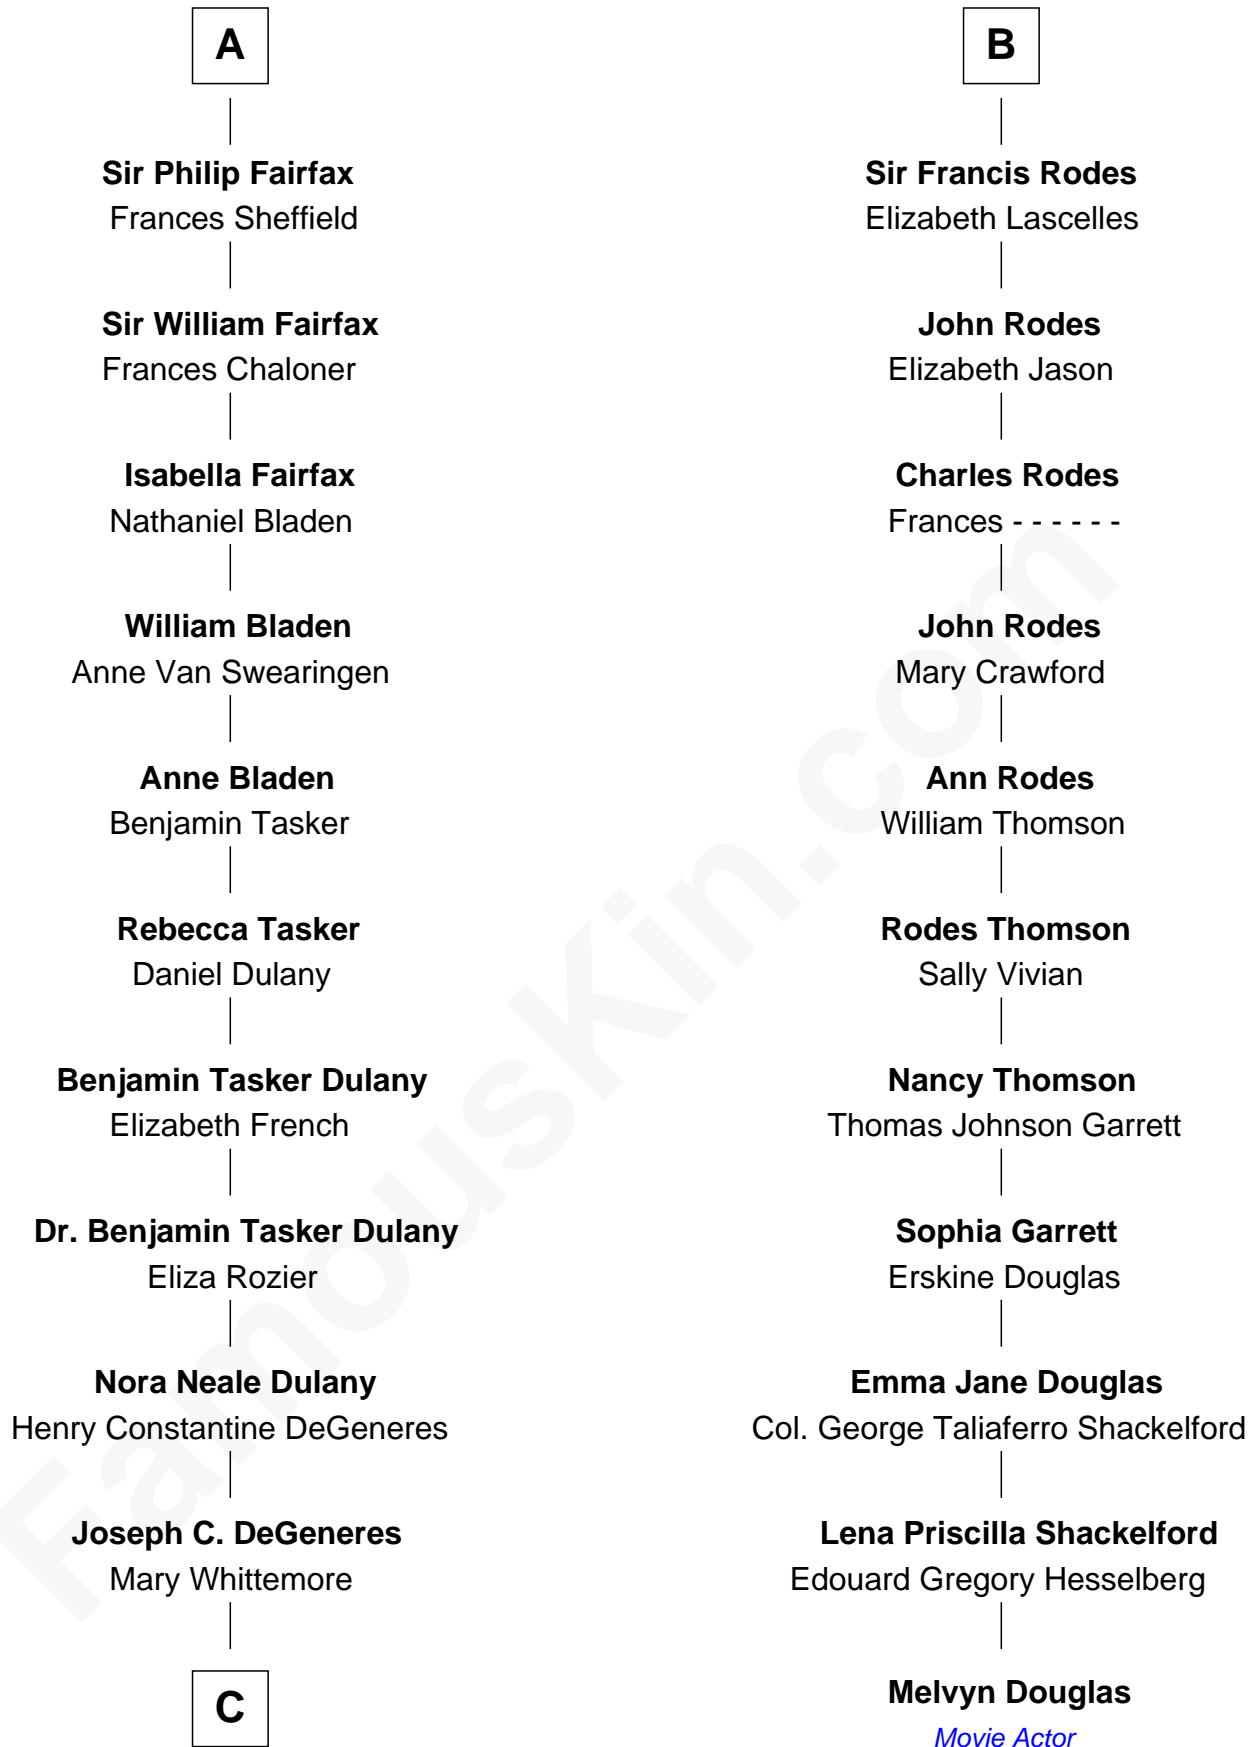 A
Sir Philip Fairfax
Frances Sheffield
Sir William Fairfax
Frances Chaloner
Isabella Fairfax
Nathaniel Bladen
William Bladen
Anne Van Swearingen
Anne Bladen
Benjamin Tasker
Rebecca Tasker
Daniel Dulany
Benjamin Tasker Dulany
Elizabeth French
Dr. Benjamin Tasker Dulany
Eliza Rozier
Nora Neale Dulany
Henry Constantine DeGeneres
Joseph C. DeGeneres
Mary Whittemore
C
B
Sir Francis Rodes
Elizabeth Lascelles
John Rodes
Elizabeth Jason
Charles Rodes
Frances - - - - - -
John Rodes
Mary Crawford
Ann Rodes
William Thomson
Rodes Thomson
Sally Vivian
Nancy Thomson
Thomas Johnson Garrett
Sophia Garrett
Erskine Douglas
Emma Jane Douglas
Col. George Taliaferro Shackelford
Lena Priscilla Shackelford
Edouard Gregory Hesselberg
Melvyn Douglas
Movie Actor
FamousKin.com